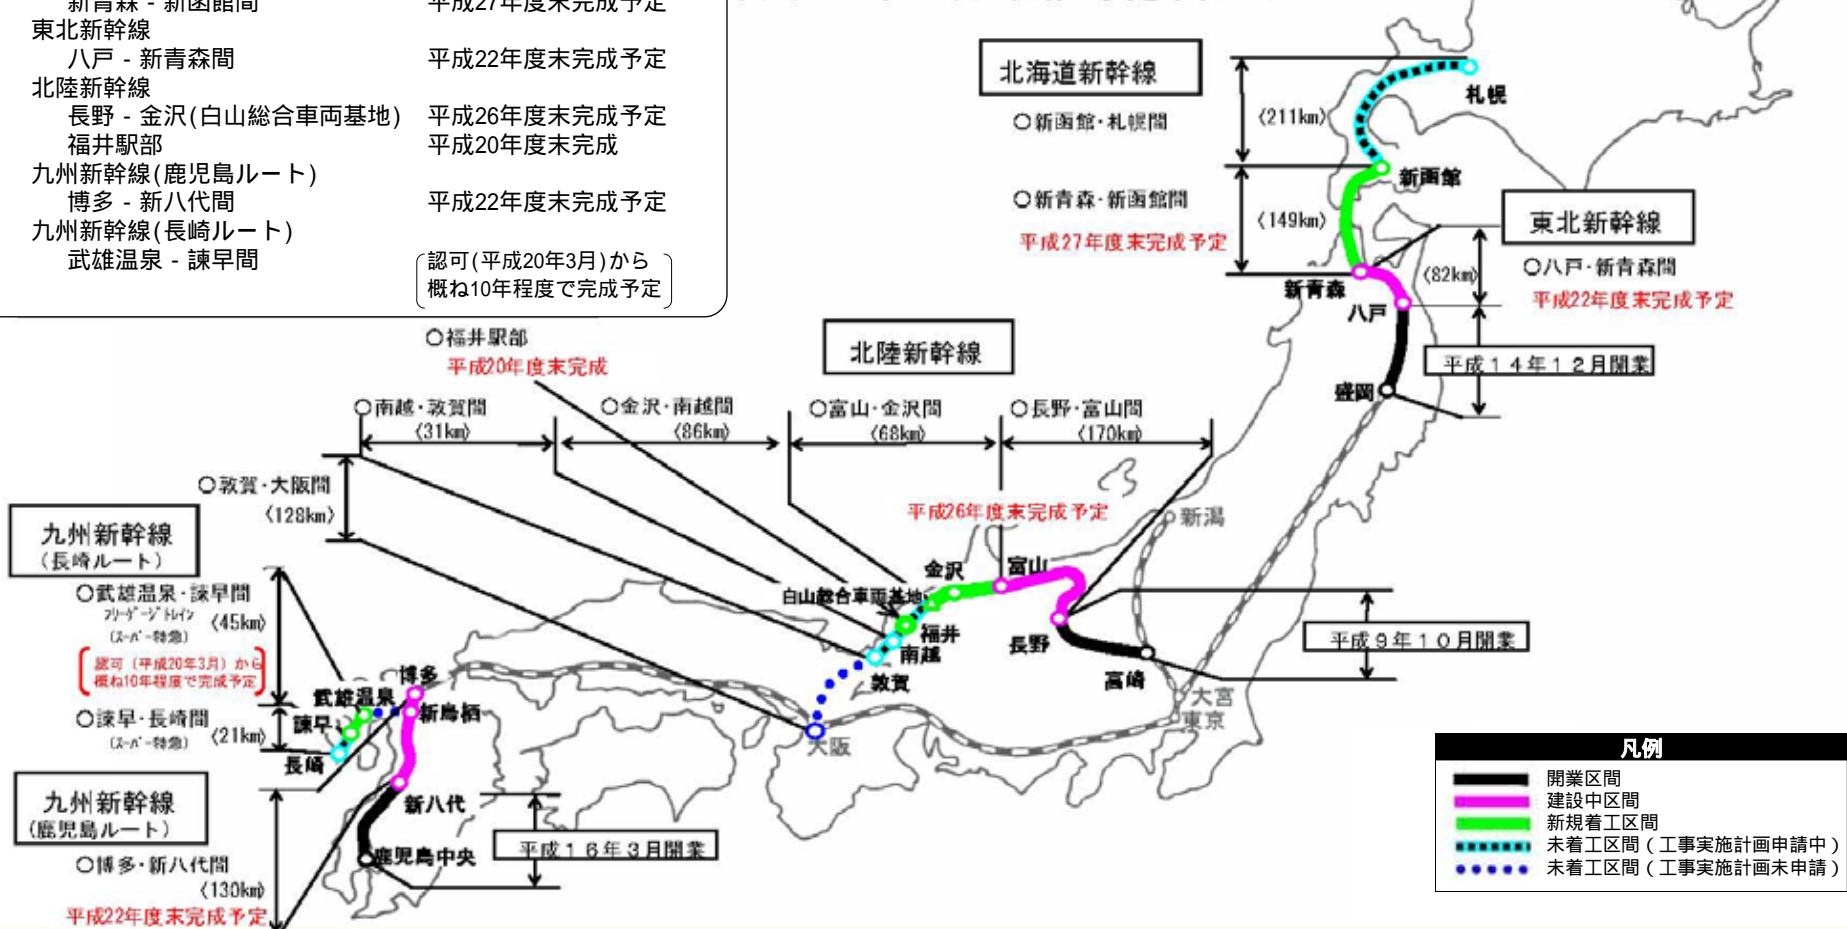 新青森 - 新函館間 平成27年度末完成予定
東北新幹線
八戸 - 新青森間 平成22年度末完成予定
北陸新幹線
長野 - 金沢(白山総合車両基地) 平成26年度末完成予定
福井駅部 平成20年度末完成
九州新幹線(鹿児島ルート)
博多 - 新八代間 平成22年度末完成予定
九州新幹線(長崎ルート)
武雄温泉 - 諫早間 認可(平成20年3月)から
概ね10年程度で完成予定
北海道新幹線
○新函館・札幌間
〈211km〉
札幌
新函館
○新青森・新函館間
平成27年度末完成予定
〈149km〉
東北新幹線
○八戸・新青森間
平成22年度末完成予定
〈82km〉
新青森
八戸
平成14年12月開業
盛岡
○福井駅部
平成20年度末完成
北陸新幹線
○南越・敦賀間
〈31km〉
○金沢・南越間
〈86km〉
○富山・金沢間
〈68km〉
○長野・富山間
〈170km〉
○敦賀・大阪間
〈128km〉
平成26年度末完成予定
新潟
金沢
富山
白山総合車両基地
福井
南越
敦賀
長野
高崎
平成9年10月開業
大宮
東京
大阪
九州新幹線
(長崎ルート)
○武雄温泉・諫早間
フリーゲージトレイン
(スーパー特急)
〈45km〉
認可(平成20年3月)から
概ね10年程度で完成予定
○諫早・長崎間
(スーパー特急)
〈21km〉
博多
武雄温泉
新鳥栖
諫早
長崎
九州新幹線
(鹿児島ルート)
○博多・新八代間
〈130km〉
平成22年度末完成予定
新八代
鹿児島中央
平成16年3月開業
凡例
開業区間
建設中区間
新規着工区間
未着工区間(工事実施計画申請中)
未着工区間(工事実施計画未申請)